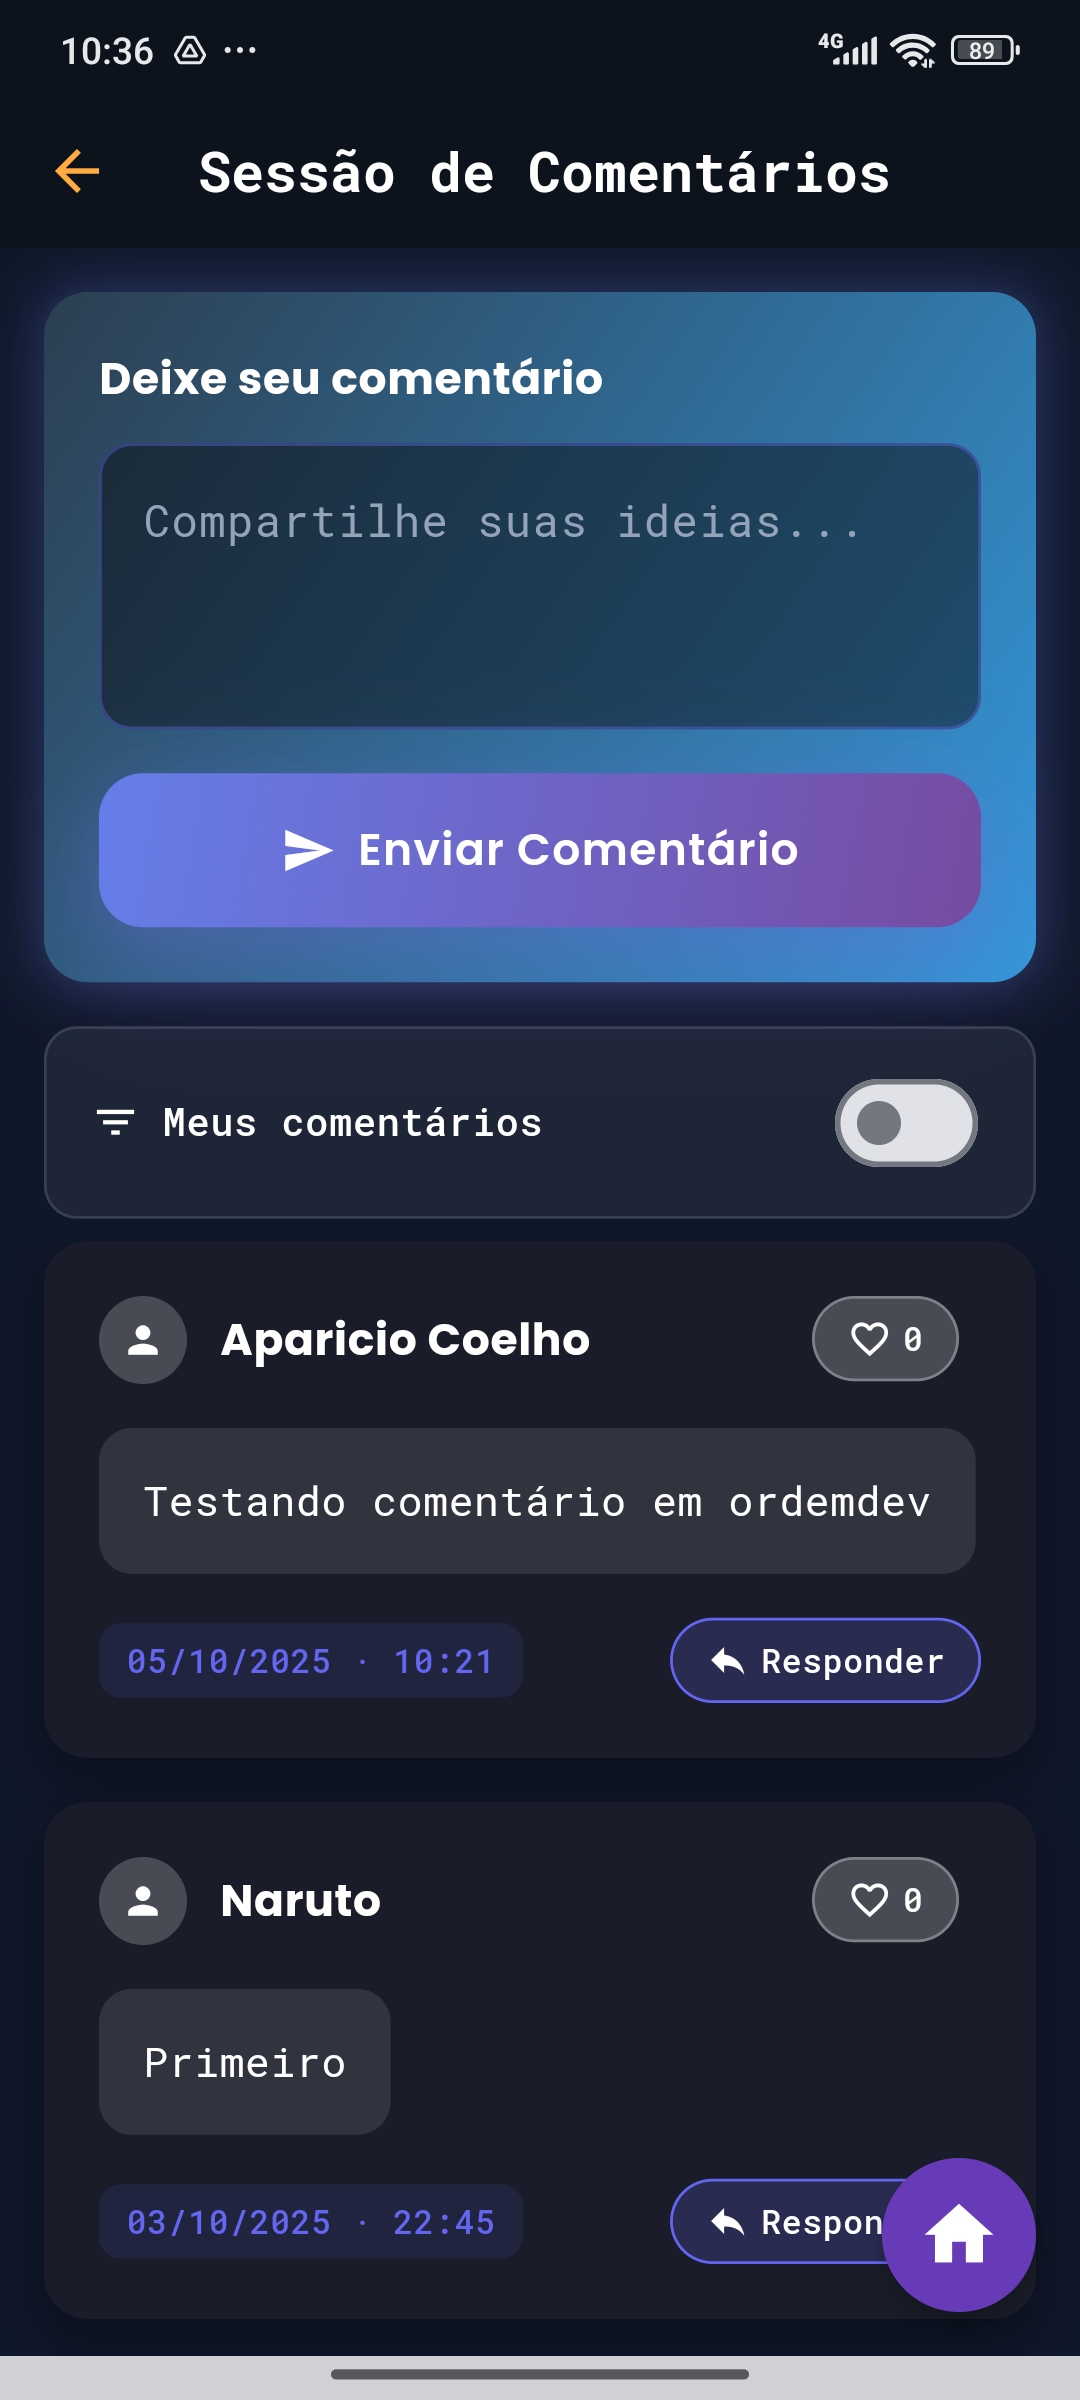 10:36
4G
89
Sessão de Comentários
Deixe seu comentário
Compartilhe suas ideias...
Enviar Comentário
Meus comentários
Aparicio Coelho
0
Testando comentário em ordemdev
05/10/2025 · 10:21
Responder
Naruto
0
Primeiro
03/10/2025 · 22:45
Respon